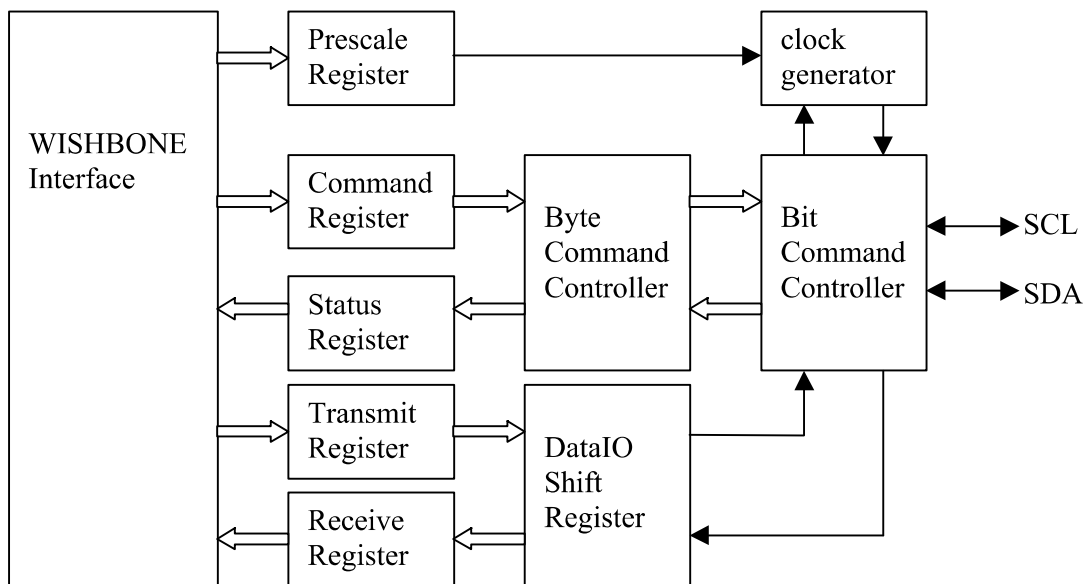 WISHBONE
Interface
Prescale
Register
clock
generator
Command
Register
Byte
Command
Controller
Bit
Command
Controller
SCL
SDA
Status
Register
Transmit
Register
DataIO
Shift
Register
Receive
Register